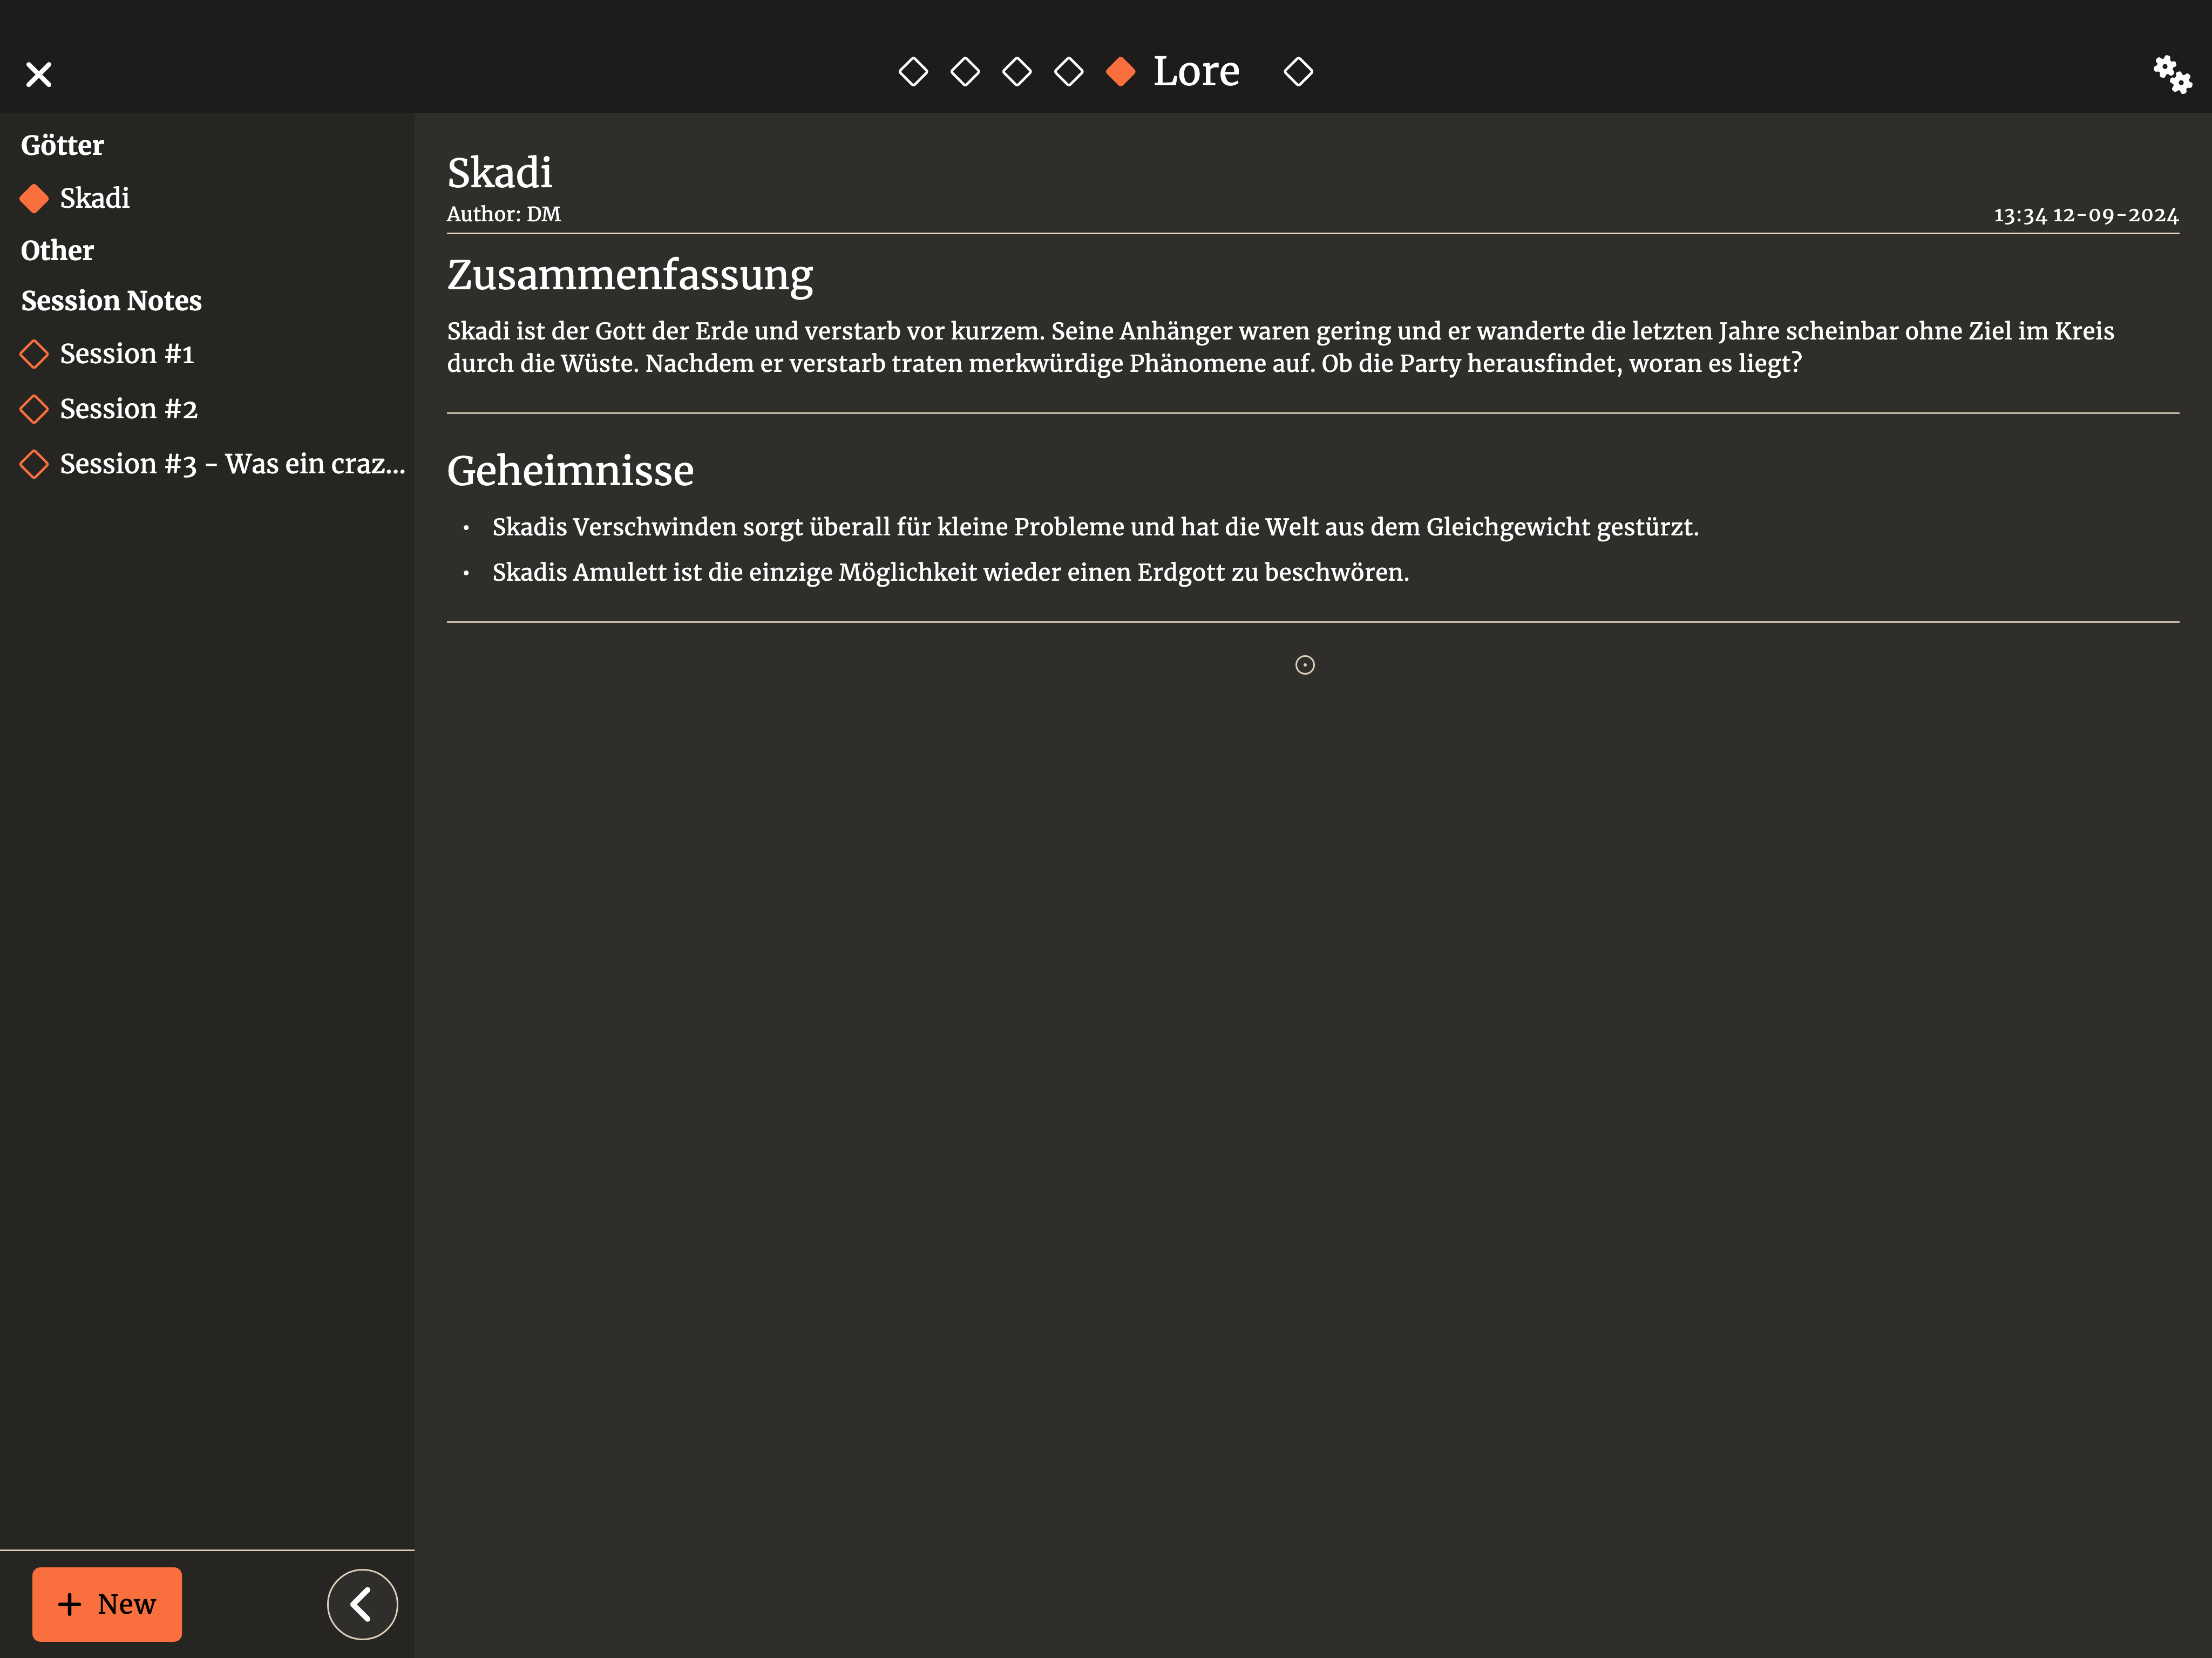 Lore
Götter
Skadi
Other
Session Notes
Session #1
Session #2
Session #3 - Was ein craz...
+ New
Skadi
Author: DM
13:34 12-09-2024
Zusammenfassung
Skadi ist der Gott der Erde und verstarb vor kurzem. Seine Anhänger waren gering und er wanderte die letzten Jahre scheinbar ohne Ziel im Kreis
durch die Wüste. Nachdem er verstarb traten merkwürdige Phänomene auf. Ob die Party herausfindet, woran es liegt?
Geheimnisse
• Skadis Verschwinden sorgt überall für kleine Probleme und hat die Welt aus dem Gleichgewicht gestürzt.
• Skadis Amulett ist die einzige Möglichkeit wieder einen Erdgott zu beschwören.